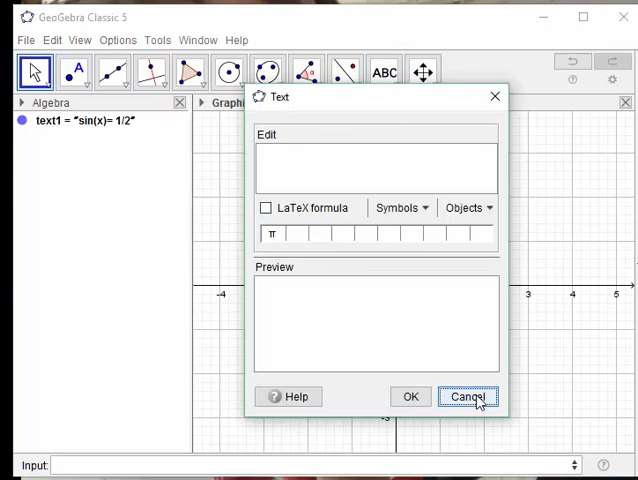 GeoGebra Classic 5
File Edit View Options Tools Window Help
ABC
Algebra
Text
text1 = "sin(x)= 1/2"
Edit
LaTeX formula Symbols Objects
π
Preview
-4 3 4 5
Help OK Cancel
-3
Input: